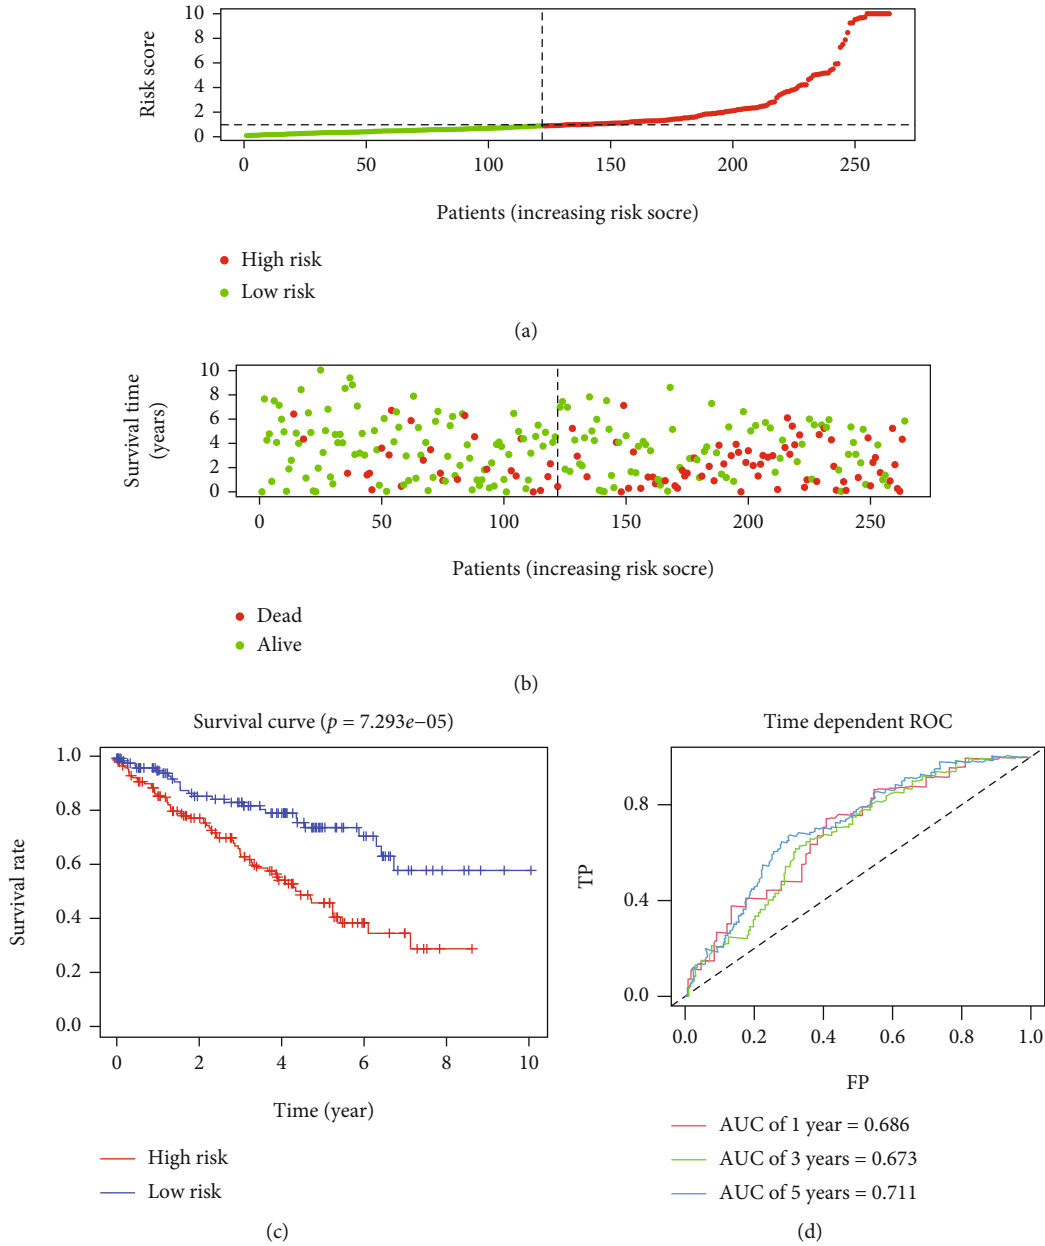 10
8
6
4
2
0
Risk score
0 50 100 150 200 250
Patients (increasing risk socre)
High risk
Low risk
(a)
10
8
6
4
2
0
Survival time
(years)
0 50 100 150 200 250
Patients (increasing risk socre)
Dead
Alive
(b)
Survival curve (p = 7.293e−05)
1.0
0.8
0.6
0.4
0.2
0.0
Survival rate
0 2 4 6 8 10
Time (year)
High risk
Low risk
(c)
Time dependent ROC
0.8
0.4
0.0
TP
0.0 0.2 0.4 0.6 0.8 1.0
FP
AUC of 1 year = 0.686
AUC of 3 years = 0.673
AUC of 5 years = 0.711
(d)